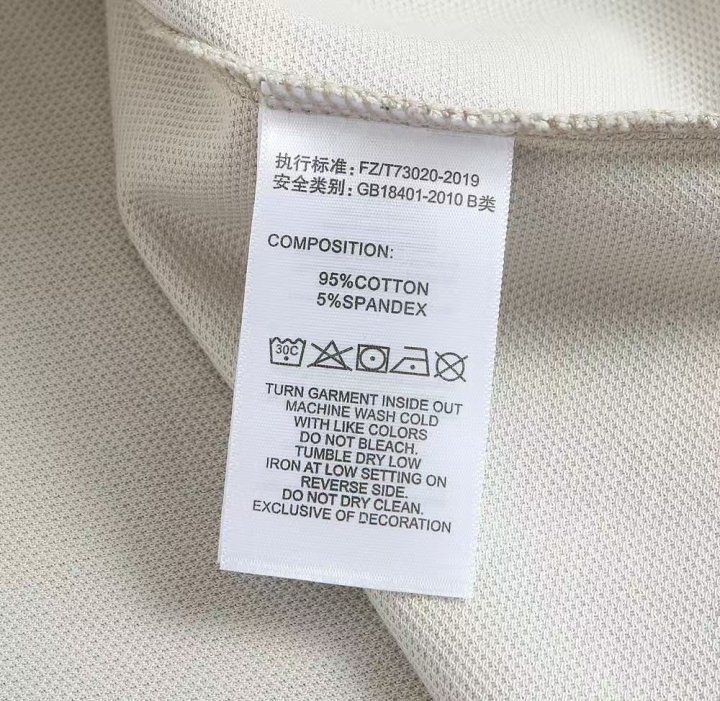 执行标准: FZ/T73020-2019
安全类别: GB18401-2010 B类
COMPOSITION:
95%COTTON
5%SPANDEX
30C
TURN GARMENT INSIDE OUT
MACHINE WASH COLD
WITH LIKE COLORS
DO NOT BLEACH.
TUMBLE DRY LOW
IRON AT LOW SETTING ON
REVERSE SIDE.
DO NOT DRY CLEAN.
EXCLUSIVE OF DECORATION